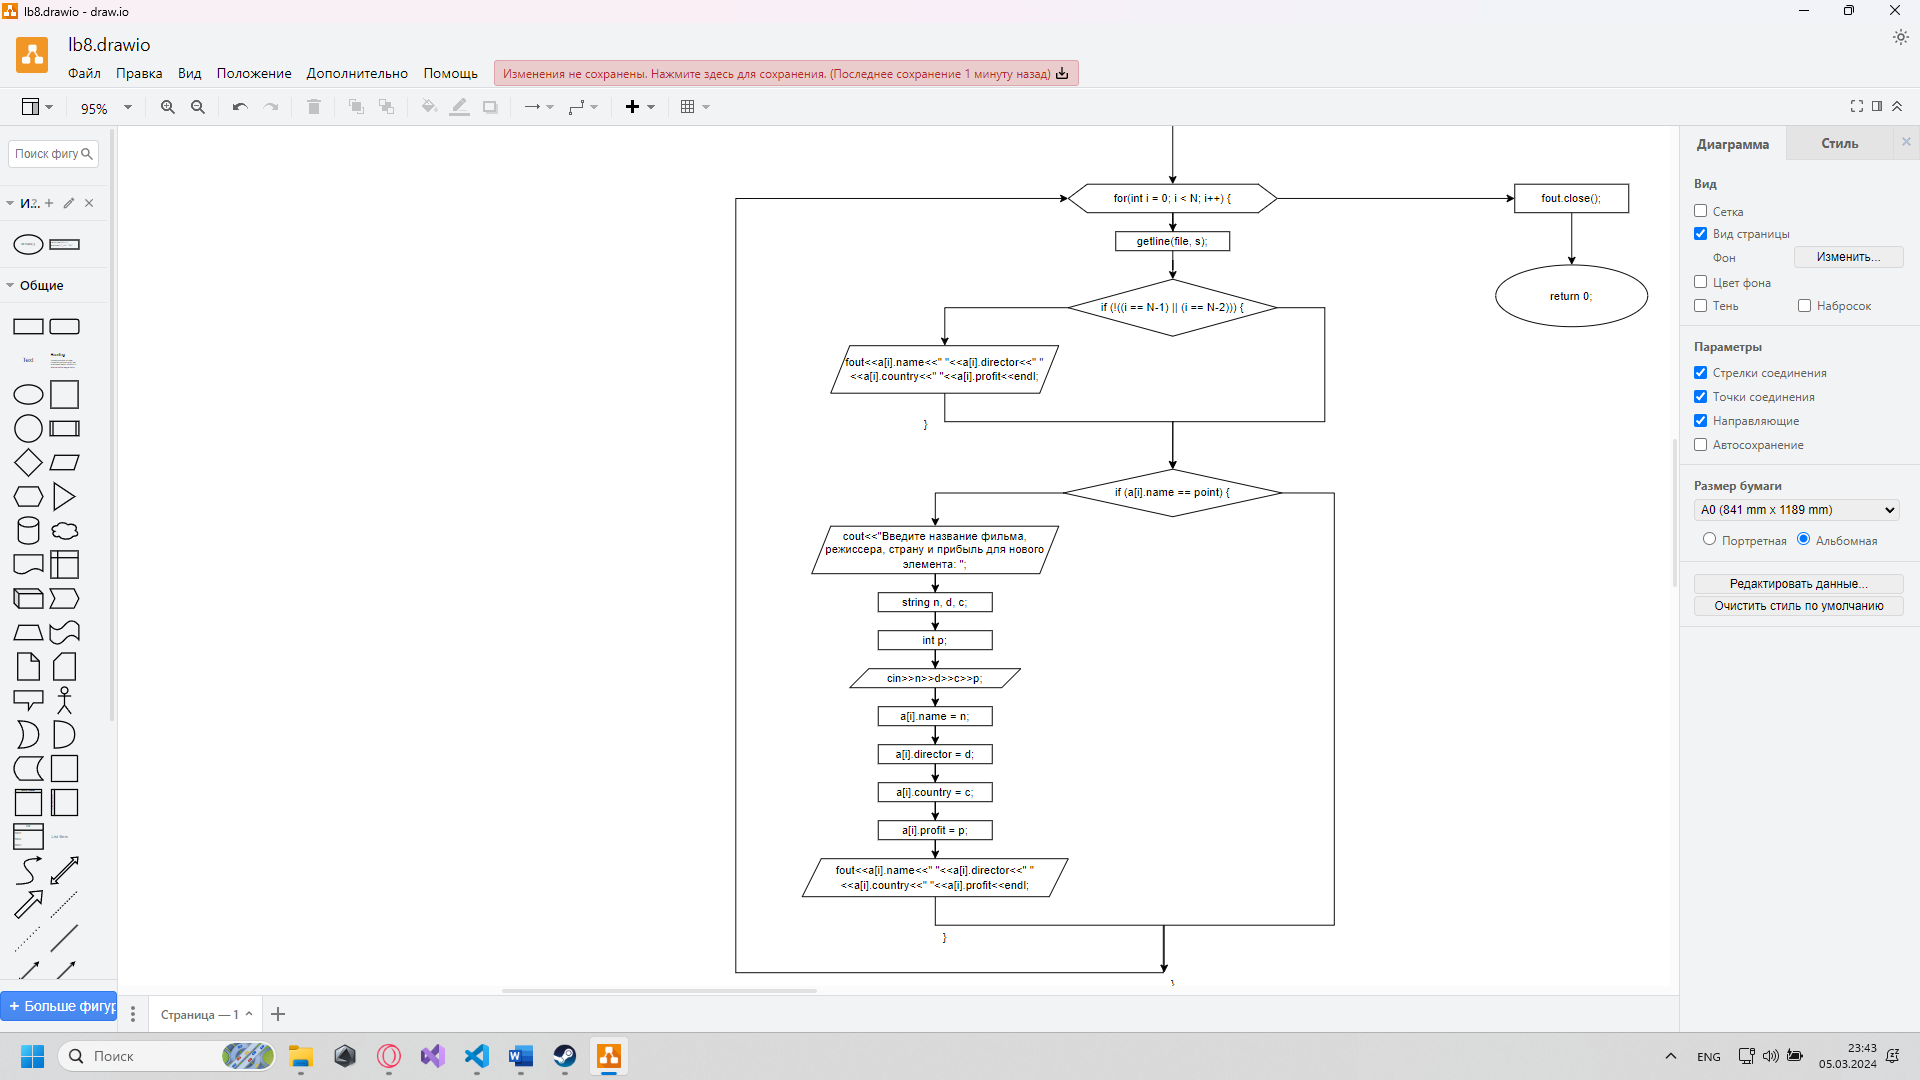 lb8.drawio - draw.io
lb8.drawio
Файл Правка Вид Положение Дополнительно Помощь
Изменения не сохранены. Нажмите здесь для сохранения. (Последнее сохранение 1 минуту назад)
95%
Поиск фигу
И...
Общие
Text
Heading
List Item
+ Больше фигур
for(int i = 0; i < N; i++) {
getline(file, s);
if (!((i == N-1) || (i == N-2))) {
fout<<a[i].name<<" "<<a[i].director<<" "
<<a[i].country<<" "<<a[i].profit<<endl;
}
if (a[i].name == point) {
cout<<"Введите название фильма,
режиссера, страну и прибыль для нового
элемента: ";
string n, d, c;
int p;
cin>>n>>d>>c>>p;
a[i].name = n;
a[i].director = d;
a[i].country = c;
a[i].profit = p;
fout<<a[i].name<<" "<<a[i].director<<" "
<<a[i].country<<" "<<a[i].profit<<endl;
}
}
fout.close();
return 0;
Диаграмма Стиль
Вид
Сетка
Вид страницы
Фон Изменить...
Цвет фона
Тень Набросок
Параметры
Стрелки соединения
Точки соединения
Направляющие
Автосохранение
Размер бумаги
A0 (841 mm x 1189 mm)
Портретная Альбомная
Редактировать данные...
Очистить стиль по умолчанию
Страница — 1
Поиск
ENG
23:43
05.03.2024